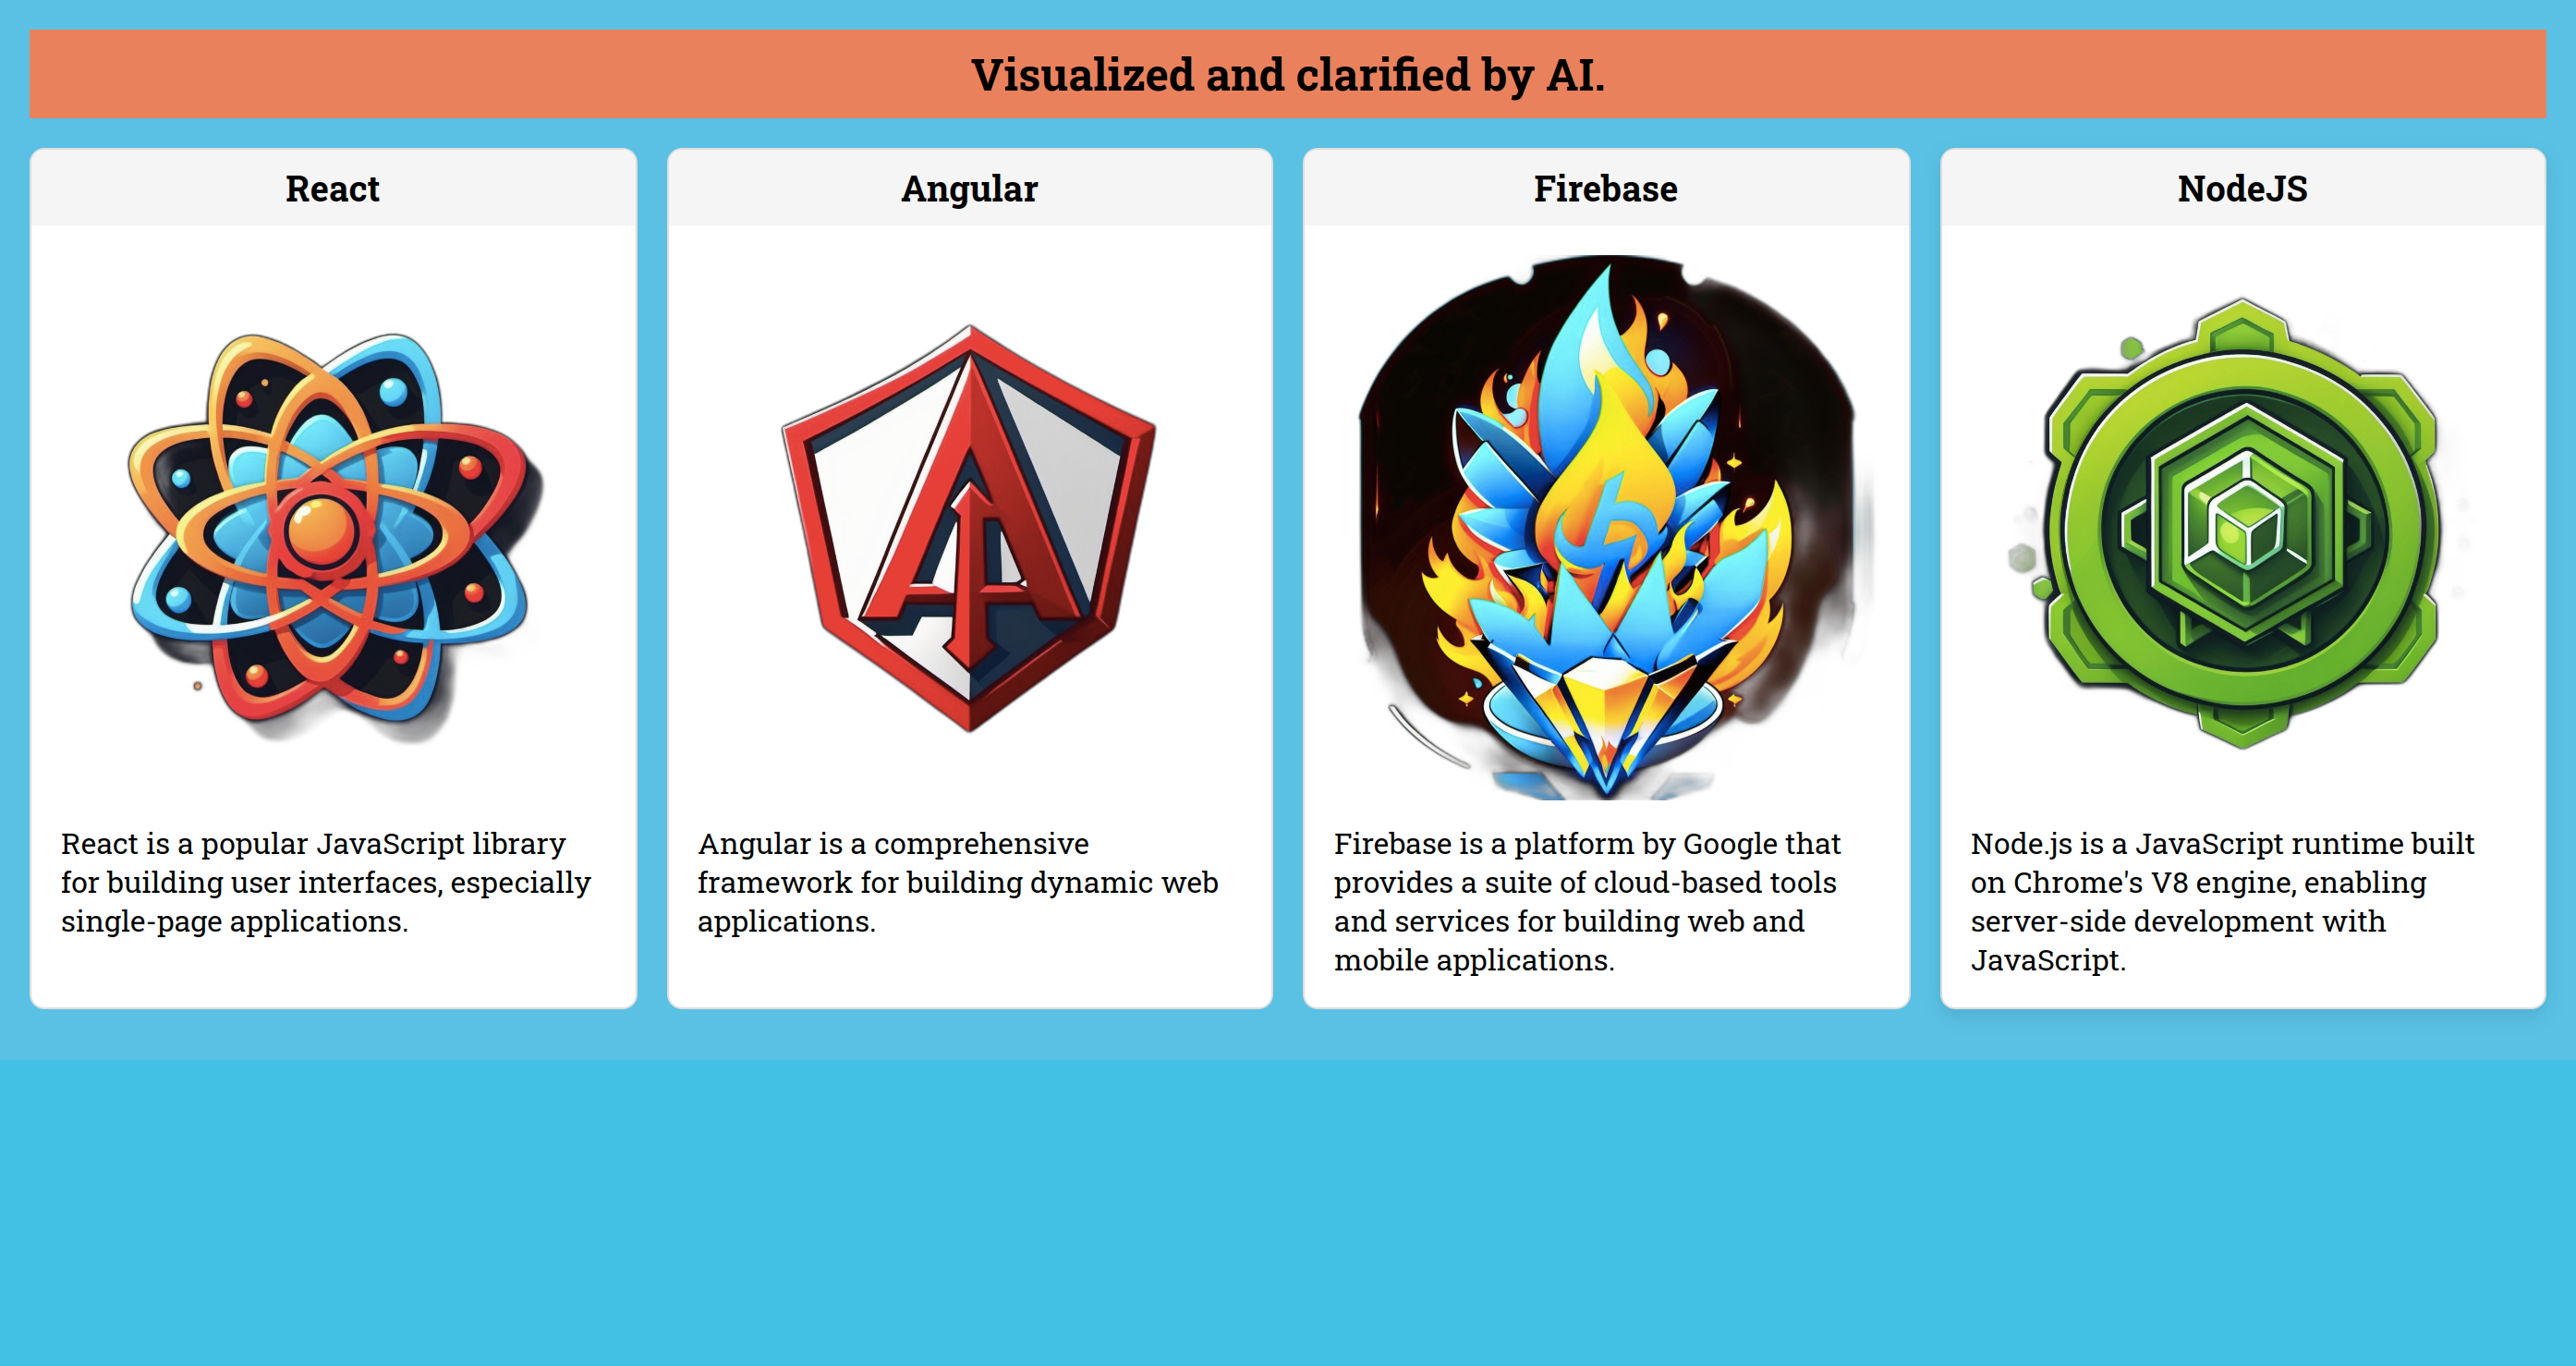 Visualized and clarified by AI.
React
Angular
Firebase
NodeJS
React is a popular JavaScript library
for building user interfaces, especially
single-page applications.
Angular is a comprehensive
framework for building dynamic web
applications.
Firebase is a platform by Google that
provides a suite of cloud-based tools
and services for building web and
mobile applications.
Node.js is a JavaScript runtime built
on Chrome's V8 engine, enabling
server-side development with
JavaScript.